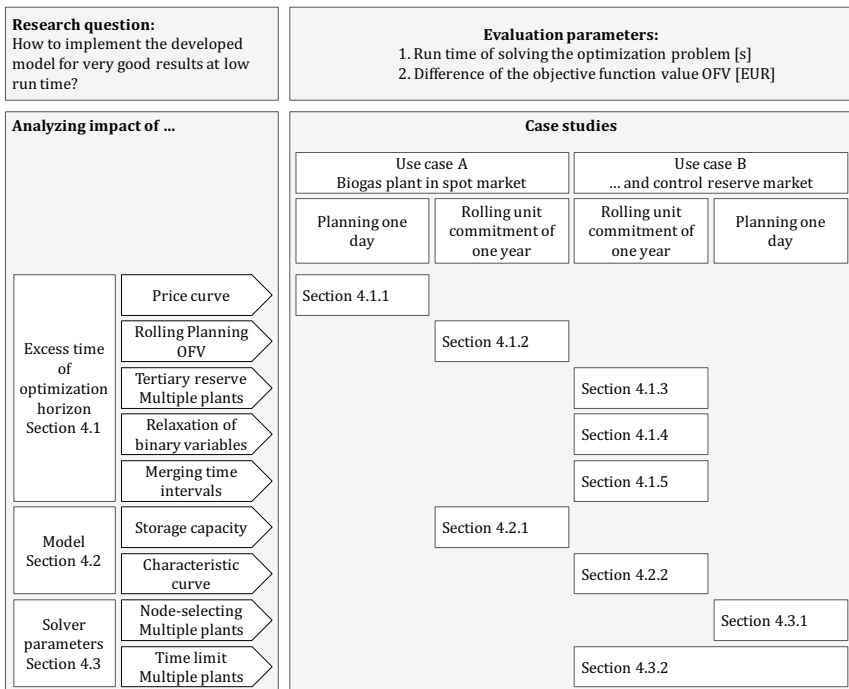 Research question:
How to implement the developed
model for very good results at low
run time?
Evaluation parameters:
1. Run time of solving the optimization problem [s]
2. Difference of the objective function value OFV [EUR]
Analyzing impact of ...
Case studies
Use case A
Biogas plant in spot market
Use case B
... and control reserve market
Planning one
day
Rolling unit
commitment of
one year
Rolling unit
commitment of
one year
Planning one
day
Excess time
of
optimization
horizon
Section 4.1
Price curve
Section 4.1.1
Rolling Planning
OFV
Section 4.1.2
Tertiary reserve
Multiple plants
Section 4.1.3
Relaxation of
binary variables
Section 4.1.4
Merging time
intervals
Section 4.1.5
Model
Section 4.2
Storage capacity
Section 4.2.1
Characteristic
curve
Section 4.2.2
Solver
parameters
Section 4.3
Node-selecting
Multiple plants
Section 4.3.1
Time limit
Multiple plants
Section 4.3.2